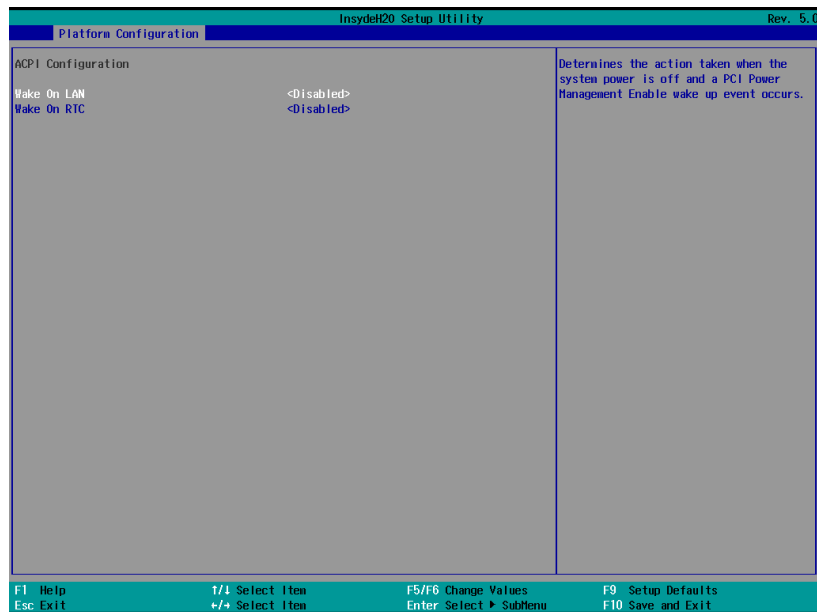 InsydeH20 Setup Utility Rev. 5.0
Platform Configuration
ACPI Configuration
Wake On LAN <Disabled>
Wake On RTC <Disabled>
Determines the action taken when the
system power is off and a PCI Power
Management Enable wake up event occurs.
F1 Help ↑/↓ Select Item F5/F6 Change Values F9 Setup Defaults
Esc Exit ←/→ Select Item Enter Select ▶ SubMenu F10 Save and Exit